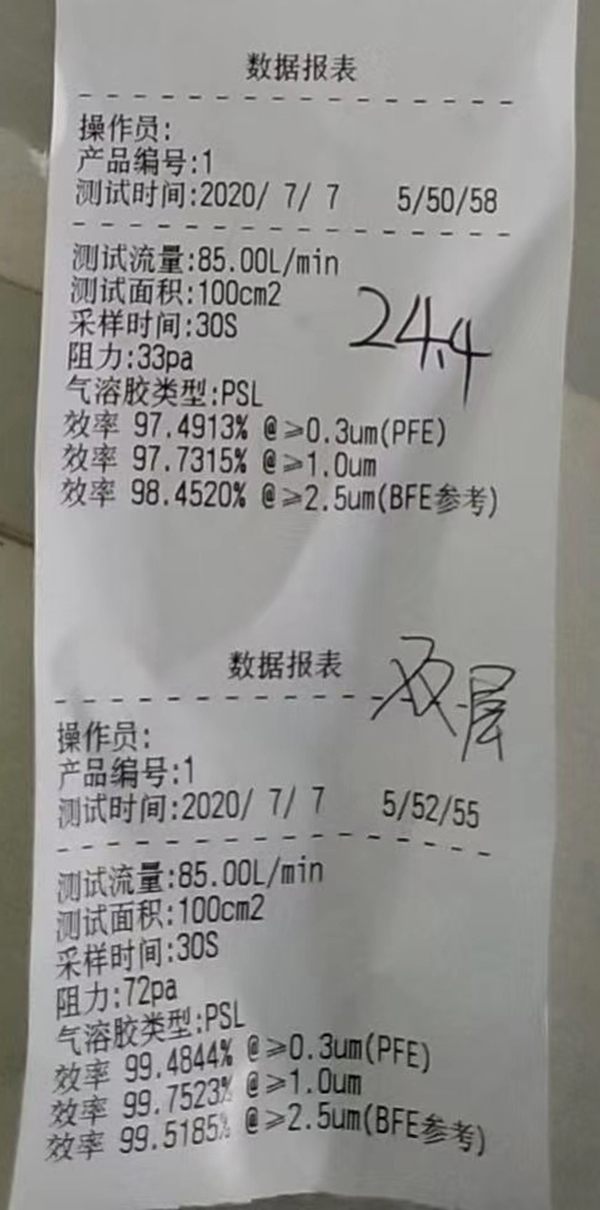 数据报表
操作员:
产品编号:1
测试时间:2020/ 7/ 7 5/50/58
测试流量:85.00L/min
测试面积:100cm2
采样时间:30S
24.4
阻力:33pa
气溶胶类型:PSL
效率 97.4913% @≥0.3um(PFE)
效率 97.7315% @≥1.0um
效率 98.4520% @≥2.5um(BFE参考)
数据报表
双层
操作员:
产品编号:1
测试时间:2020/ 7/ 7 5/52/55
测试流量:85.00L/min
测试面积:100cm2
采样时间:30S
阻力:72pa
气溶胶类型:PSL
效率 99.4844% @≥0.3um(PFE)
效率 99.7523% @≥1.0um
效率 99.5185% @≥2.5um(BFE参考)